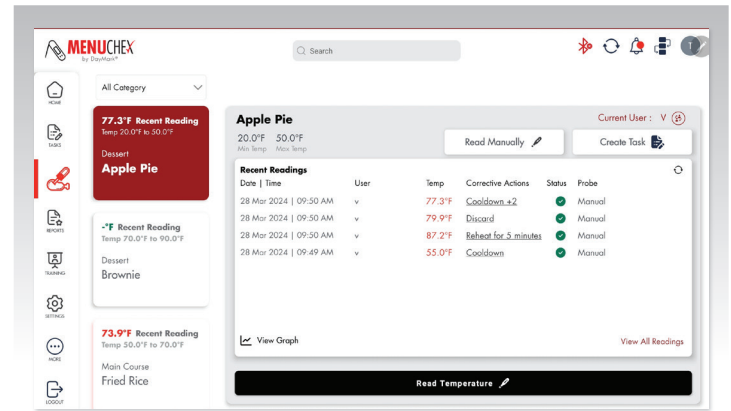 MENUCHEX
by DayMark®
Search
T
HOME
TASKS
REPORTS
TRAINING
SETTINGS
MORE
LOGOUT
All Category
77.3°F Recent Reading
Temp 20.0°F to 50.0°F
Dessert
Apple Pie
-°F Recent Reading
Temp 70.0°F to 90.0°F
Dessert
Brownie
73.9°F Recent Reading
Temp 50.0°F to 70.0°F
Main Course
Fried Rice
Apple Pie
Current User : V
20.0°F 50.0°F
Min Temp Max Temp
Read Manually
Create Task
Recent Readings
Date | Time User Temp Corrective Actions Status Probe
28 Mar 2024 | 09:50 AM v 77.3°F Cooldown +2 Manual
28 Mar 2024 | 09:50 AM v 79.9°F Discard Manual
28 Mar 2024 | 09:50 AM v 87.2°F Reheat for 5 minutes Manual
28 Mar 2024 | 09:49 AM v 55.0°F Cooldown Manual
View Graph
View All Readings
Read Temperature